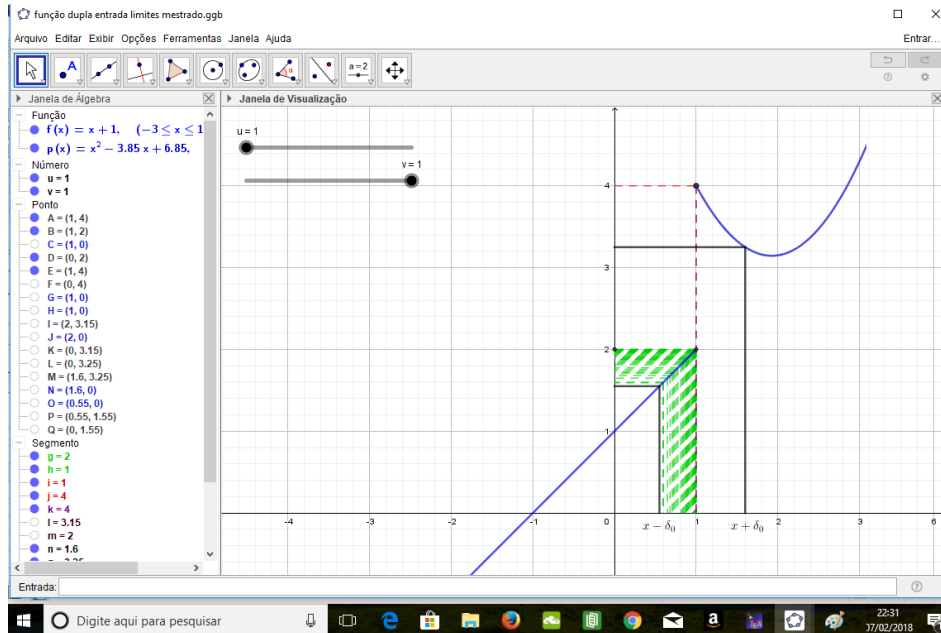 função dupla entrada limites mestrado.ggb
Arquivo Editar Exibir Opções Ferramentas Janela Ajuda
Entrar...
A
a = 2
Janela de Álgebra
Janela de Visualização
Função
f (x) = x + 1, (−3 ≤ x ≤ 1
p(x) = x² − 3.85 x + 6.85,
Número
u = 1
v = 1
Ponto
A = (1, 4)
B = (1, 2)
C = (1, 0)
D = (0, 2)
E = (1, 4)
F = (0, 4)
G = (1, 0)
H = (1, 0)
I = (2, 3.15)
J = (2, 0)
K = (0, 3.15)
L = (0, 3.25)
M = (1.6, 3.25)
N = (1.6, 0)
O = (0.55, 0)
P = (0.55, 1.55)
Q = (0, 1.55)
Segmento
g = 2
h = 1
i = 1
j = 4
k = 4
l = 3.15
m = 2
n = 1.6
u = 1
v = 1
4
3
2
1
-4 -3 -2 -1 0 1 2 3 6
x − δ₀ x + δ₀
Entrada:
Digite aqui para pesquisar
22:31
07/02/2018